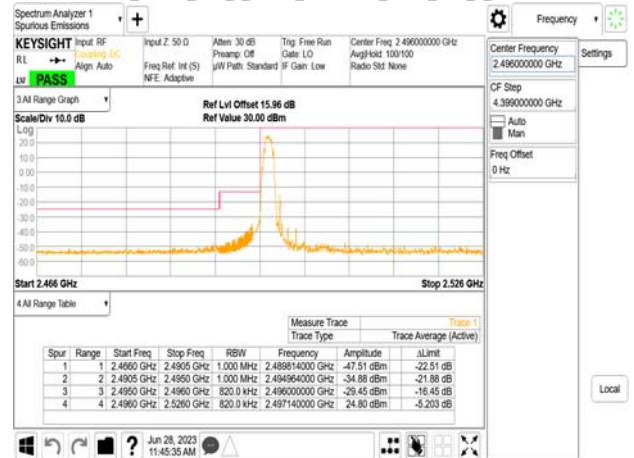 Spectrum Analyzer 1
Spurious Emissions
Frequency
KEYSIGHT Input: RF Input Z: 50 Ω Atten: 30 dB Trig: Free Run Center Freq: 2.496000000 GHz
RL Coupling: DC Preamp: Off Gate: LO Avg|Hold: 100/100
Align: Auto Freq Ref: Int (S) µW Path: Standard IF Gain: Low Radio Std: None
NFE: Adaptive
LU PASS
Center Frequency
2.496000000 GHz
Settings
CF Step
4.399000000 GHz
Auto
Man
Freq Offset
0 Hz
3 All Range Graph
Ref Lvl Offset 15.96 dB
Scale/Div 10.0 dB Ref Value 30.00 dBm
Log
20.0
10.0
0.00
-10.0
-20.0
-30.0
-40.0
-50.0
-60.0
Start 2.466 GHz Stop 2.526 GHz
4 All Range Table
Measure Trace Trace 1
Trace Type Trace Average (Active)
Spur Range Start Freq Stop Freq RBW Frequency Amplitude ΔLimit
1 1 2.4660 GHz 2.4905 GHz 1.000 MHz 2.489814000 GHz -47.51 dBm -22.51 dB
2 2 2.4905 GHz 2.4950 GHz 1.000 MHz 2.494964000 GHz -34.88 dBm -21.88 dB
3 3 2.4950 GHz 2.4960 GHz 820.0 kHz 2.496000000 GHz -29.45 dBm -16.45 dB
4 4 2.4960 GHz 2.5260 GHz 820.0 kHz 2.497140000 GHz 24.80 dBm -5.203 dB
Local
Jun 28, 2023
11:45:35 AM